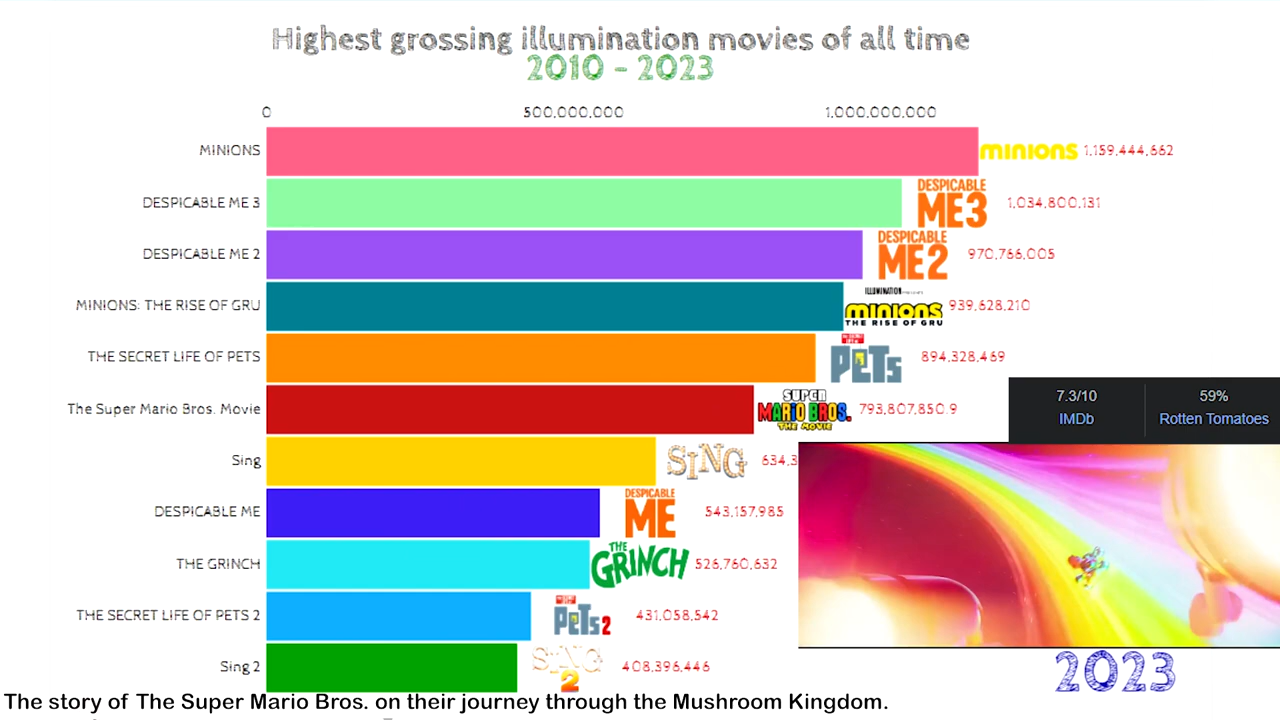 Highest grossing illumination movies of all time
2010 - 2023
0 500,000,000 1,000,000,000
MINIONS minions 1,159,444,662
DESPICABLE ME 3 DESPICABLE ME3 1,034,800,131
DESPICABLE ME 2 DESPICABLE ME2 970,766,005
MINIONS: THE RISE OF GRU ILLUMINATION minions THE RISE OF GRU 939,628,210
THE SECRET LIFE OF PETS PETS 894,328,469
The Super Mario Bros. Movie SUPER MARIO BROS. THE MOVIE 793,807,850.9
7.3/10 59%
IMDb Rotten Tomatoes
Sing SING 634,3
DESPICABLE ME DESPICABLE ME 543,157,985
THE GRINCH THE GRINCH 526,760,632
THE SECRET LIFE OF PETS 2 PETS 2 431,058,542
Sing 2 SING 2 408,396,446
2023
The story of The Super Mario Bros. on their journey through the Mushroom Kingdom.